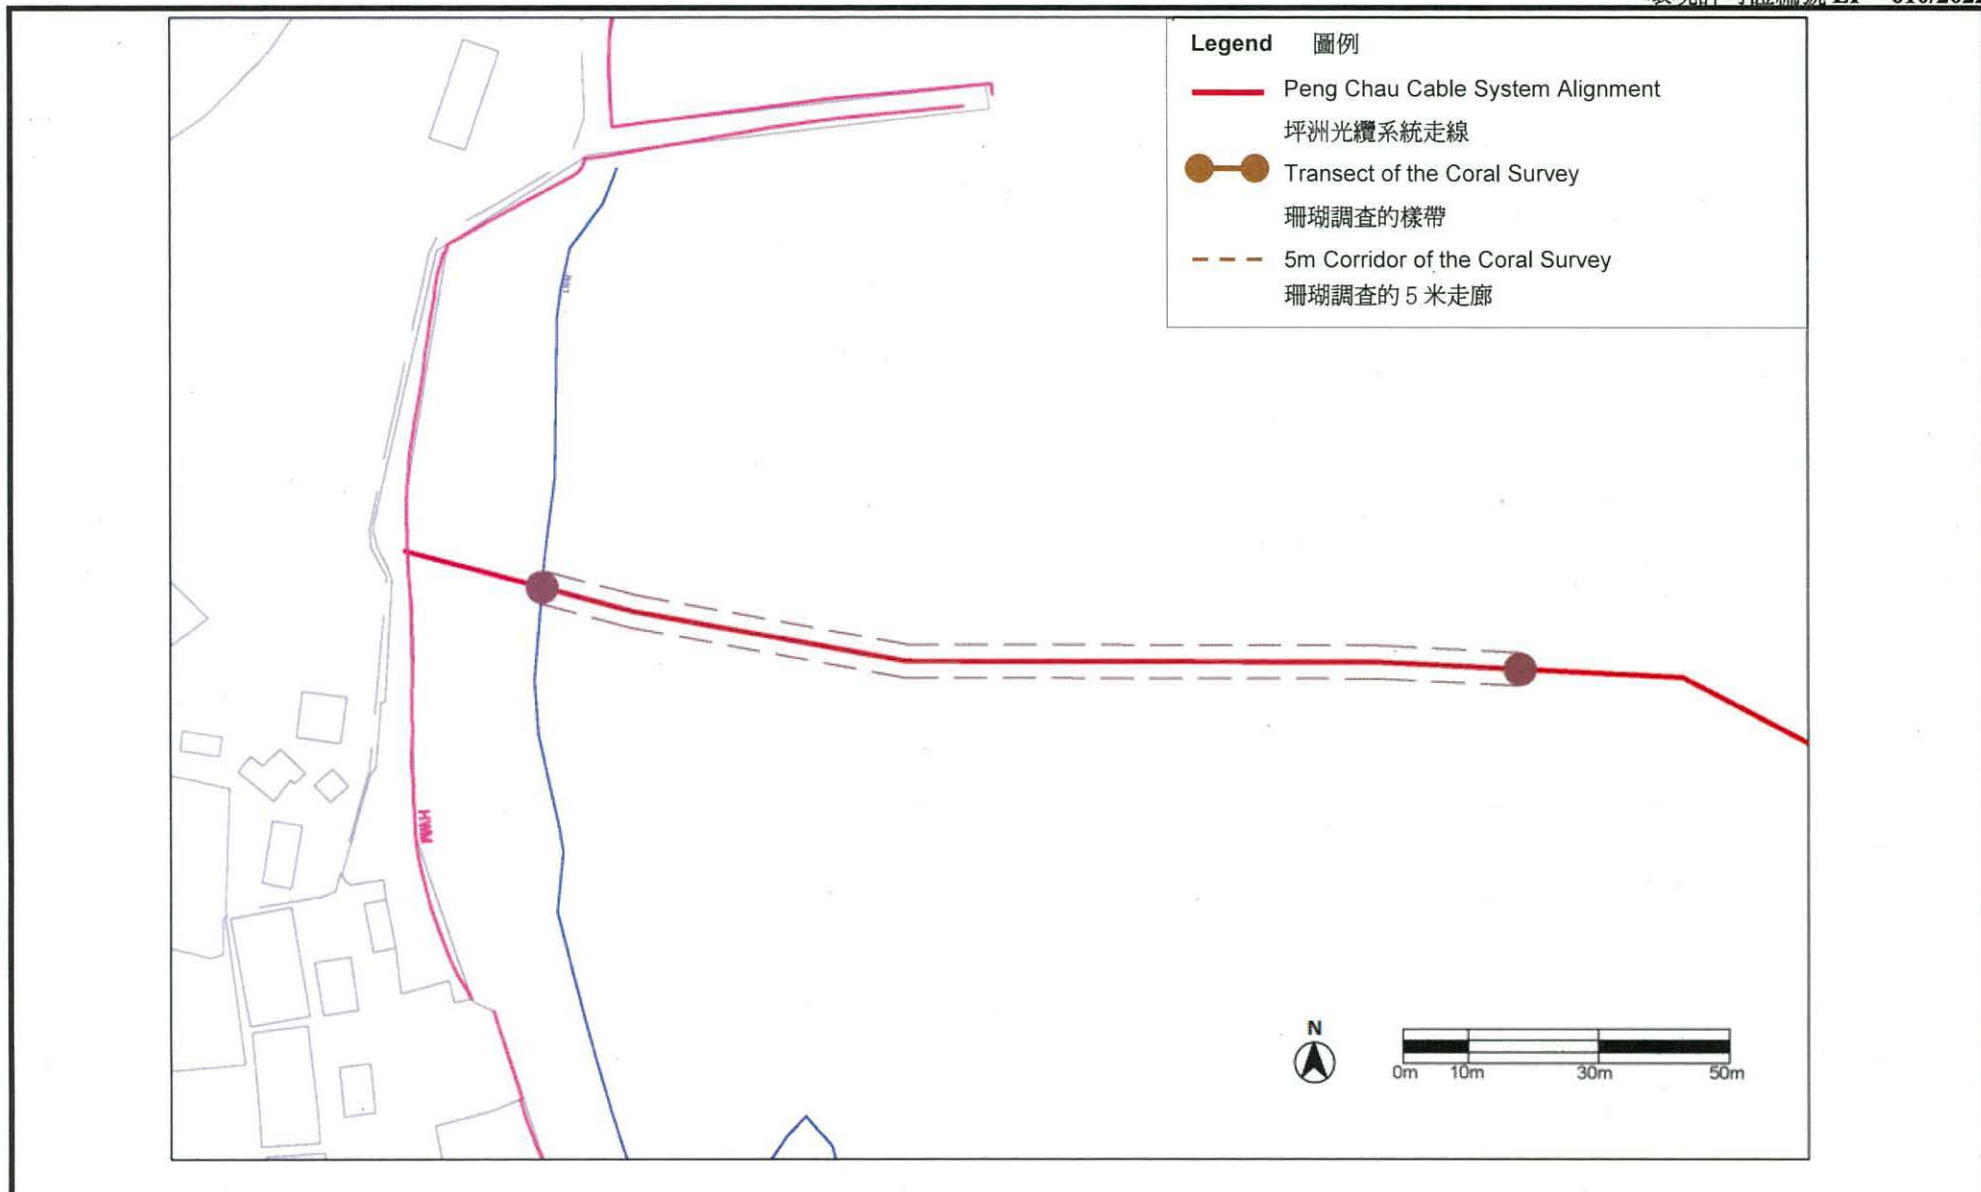 Legend 圖例
Peng Chau Cable System Alignment
坪洲光纜系統走線
Transect of the Coral Survey
珊瑚調查的樣帶
5m Corridor of the Coral Survey
珊瑚調查的 5 米走廊
HWM
N
0m 10m 30m 50m